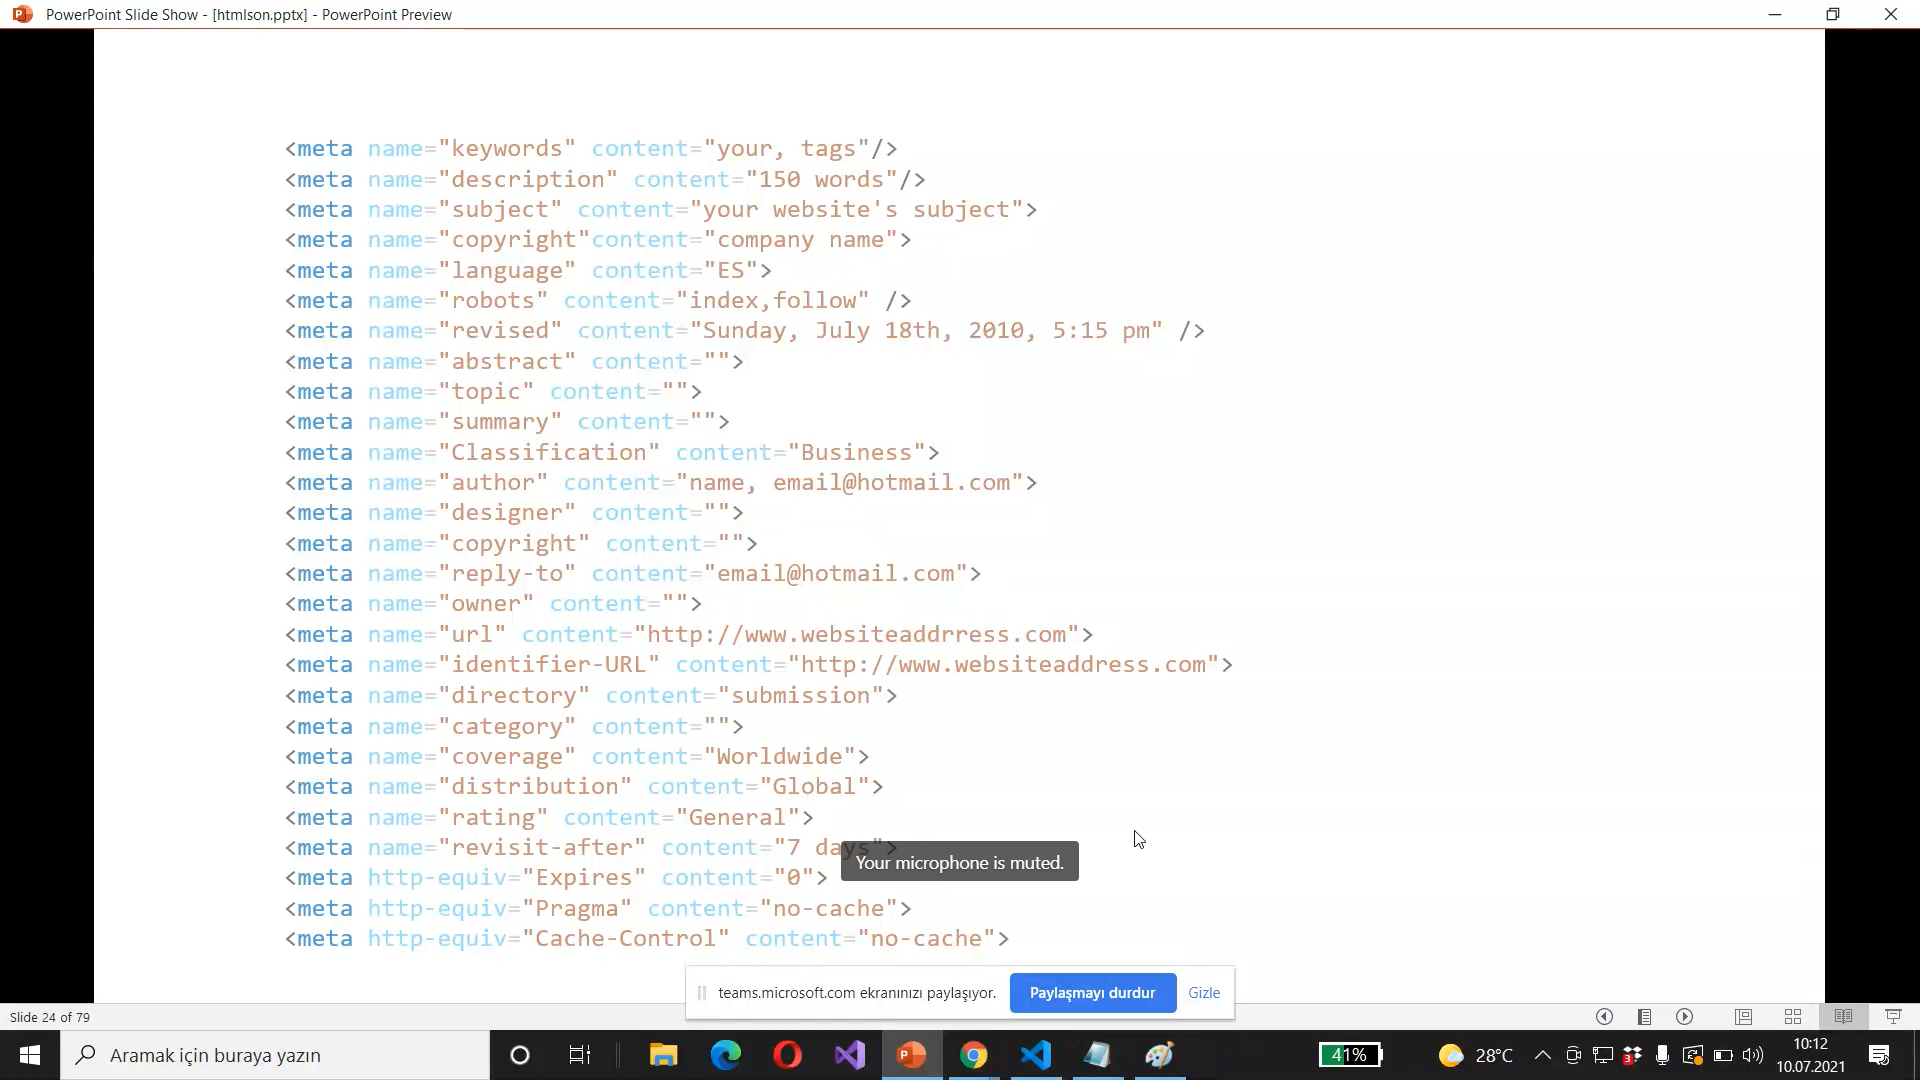 PowerPoint Slide Show - [htmlson.pptx] - PowerPoint Preview
<meta name="keywords" content="your, tags"/>
<meta name="description" content="150 words"/>
<meta name="subject" content="your website's subject">
<meta name="copyright"content="company name">
<meta name="language" content="ES">
<meta name="robots" content="index,follow" />
<meta name="revised" content="Sunday, July 18th, 2010, 5:15 pm" />
<meta name="abstract" content="">
<meta name="topic" content="">
<meta name="summary" content="">
<meta name="Classification" content="Business">
<meta name="author" content="name, email@hotmail.com">
<meta name="designer" content="">
<meta name="copyright" content="">
<meta name="reply-to" content="email@hotmail.com">
<meta name="owner" content="">
<meta name="url" content="http://www.websiteaddrress.com">
<meta name="identifier-URL" content="http://www.websiteaddress.com">
<meta name="directory" content="submission">
<meta name="category" content="">
<meta name="coverage" content="Worldwide">
<meta name="distribution" content="Global">
<meta name="rating" content="General">
<meta name="revisit-after" content="7 days">
Your microphone is muted.
<meta http-equiv="Expires" content="0">
<meta http-equiv="Pragma" content="no-cache">
<meta http-equiv="Cache-Control" content="no-cache">
teams.microsoft.com ekranınızı paylaşıyor. Paylaşmayı durdur Gizle
Slide 24 of 79
Aramak için buraya yazın
41%
28°C
3
10:12
10.07.2021